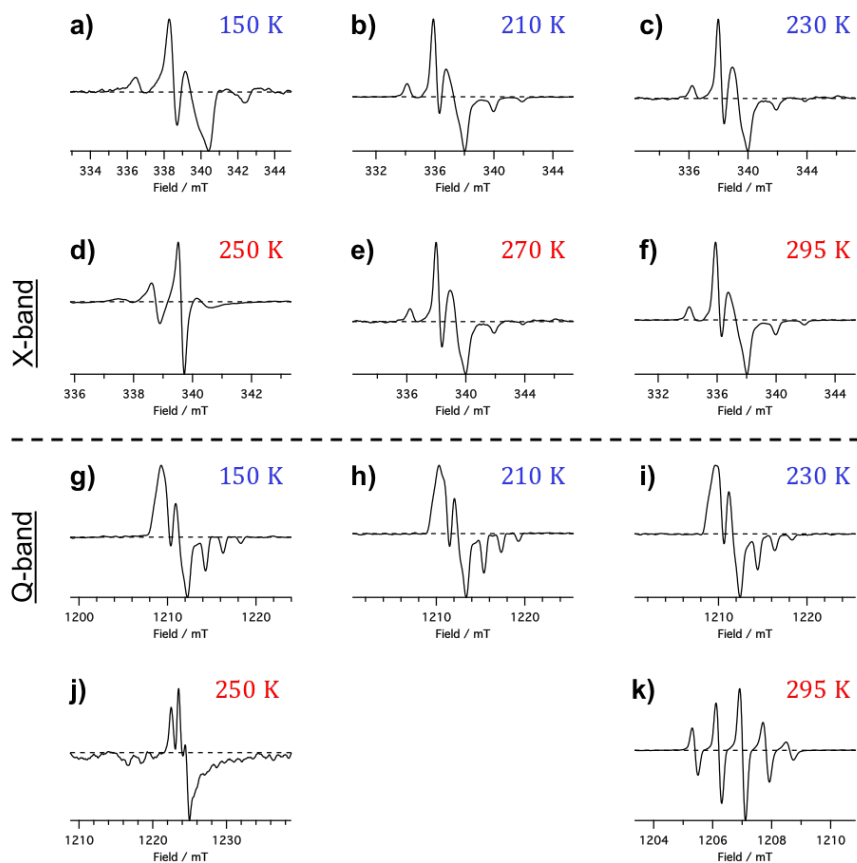 a) 150 K b) 210 K c) 230 K
334 336 338 340 342 344 332 336 340 344 336 340 344
Field / mT Field / mT Field / mT
X-band
d) 250 K e) 270 K f) 295 K
336 338 340 342 336 340 344 332 336 340 344
Field / mT Field / mT Field / mT
Q-band
g) 150 K h) 210 K i) 230 K
1200 1210 1220 1210 1220 1210 1220
Field / mT Field / mT Field / mT
j) 250 K k) 295 K
1210 1220 1230 1204 1206 1208 1210
Field / mT Field / mT